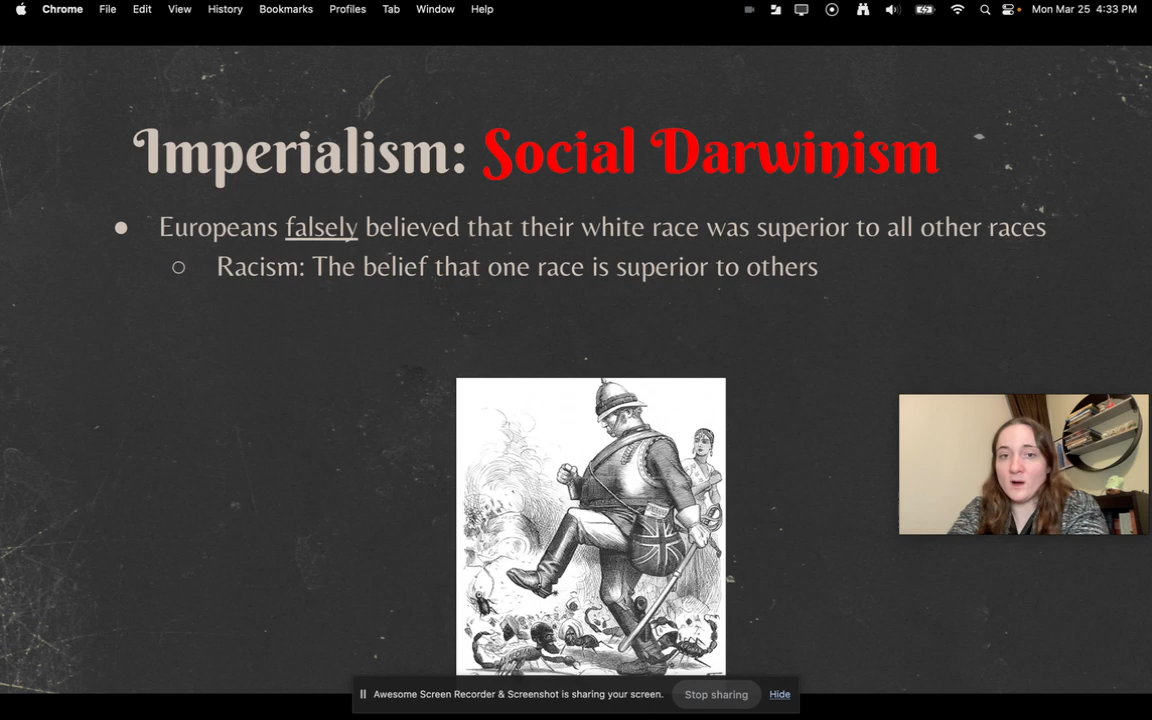 Chrome File Edit View History Bookmarks Profiles Tab Window Help Mon Mar 25 4:33 PM
Imperialism: Social Darwinism
● Europeans falsely believed that their white race was superior to all other races
○ Racism: The belief that one race is superior to others
Awesome Screen Recorder & Screenshot is sharing your screen. Stop sharing Hide